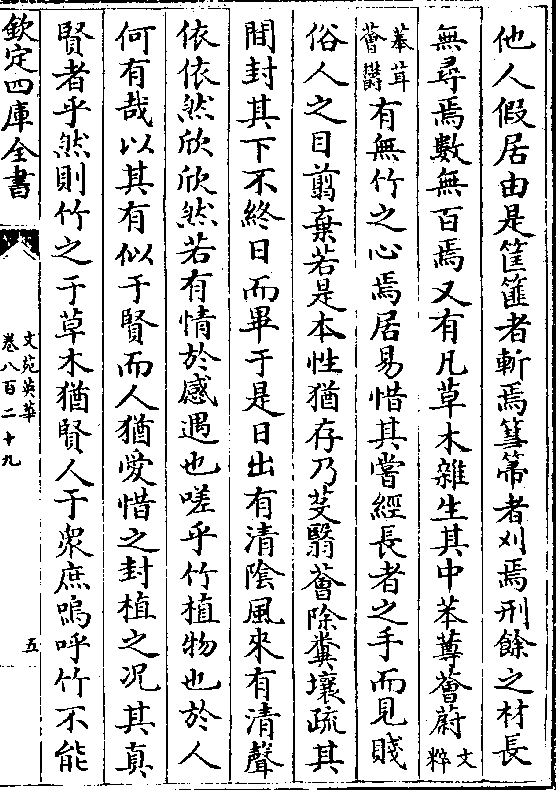 他人假居由是筐篚者斬焉篲箒者刈焉刑餘之材長
無尋焉數無百焉又有凡草木雜生其中苯䔿薈蔚文粹
菶茸薈鬱有無竹之心焉居易惜其嘗經長者之手而見賤
俗人之目翦棄若是本性猶存乃芟翳薈除糞壤疏其
間封其下不終日而畢于是日出有清陰風來有清聲
依依然欣欣然若有情於感遇也嗟乎竹植物也於人
何有哉以其有似于賢而人猶愛惜之封植之况其真
賢者乎然則竹之于草木猶賢人于衆庶嗚呼竹不能
欽定四庫全書
文苑英華
卷八百二十九
五